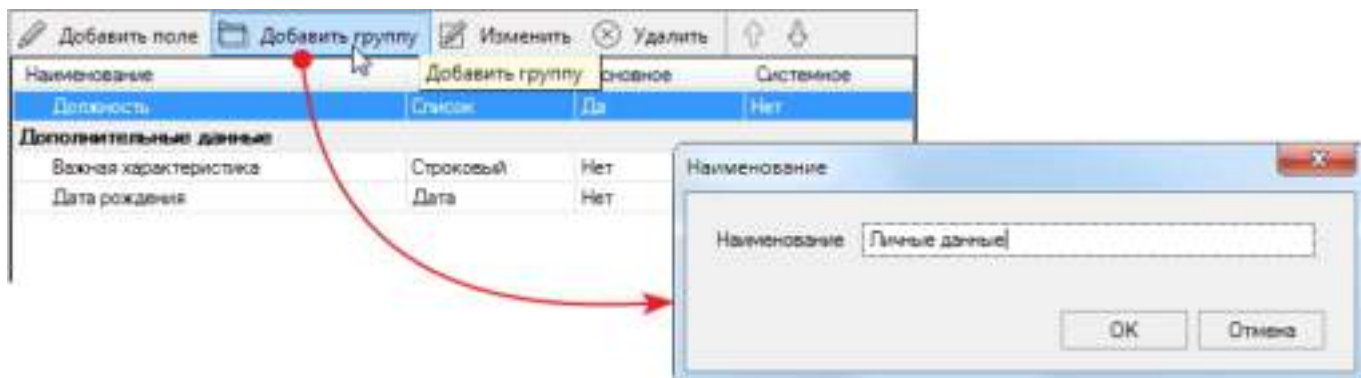 Добавить поле Добавить группу Изменить Удалить
Наименование Добавить группу сновное Системное
Должность Список Да Нет
Дополнительные данные
Важная характеристика Строковый Нет
Дата рождения Дата Нет
Наименование
Наименование Личные данные
ОК Отмена